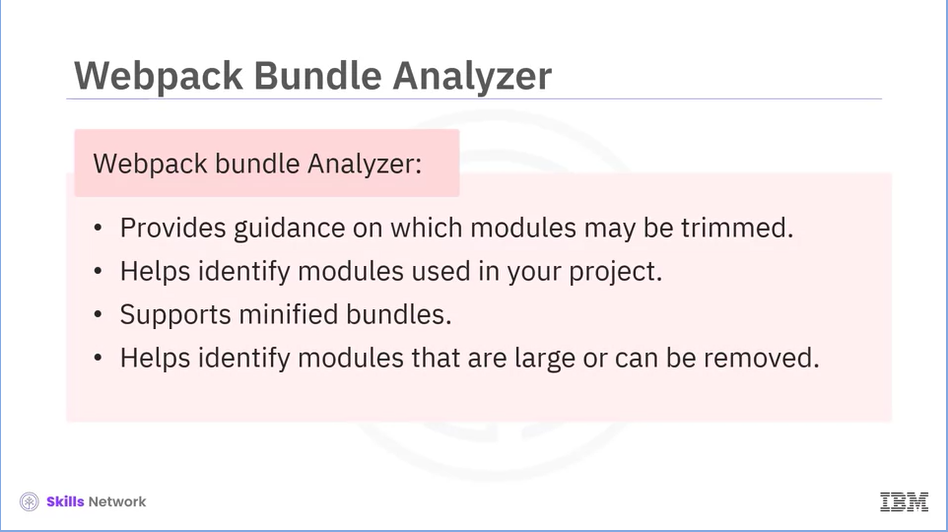 Webpack Bundle Analyzer
Webpack bundle Analyzer:
• Provides guidance on which modules may be trimmed.
• Helps identify modules used in your project.
• Supports minified bundles.
• Helps identify modules that are large or can be removed.
Skills Network
IBM